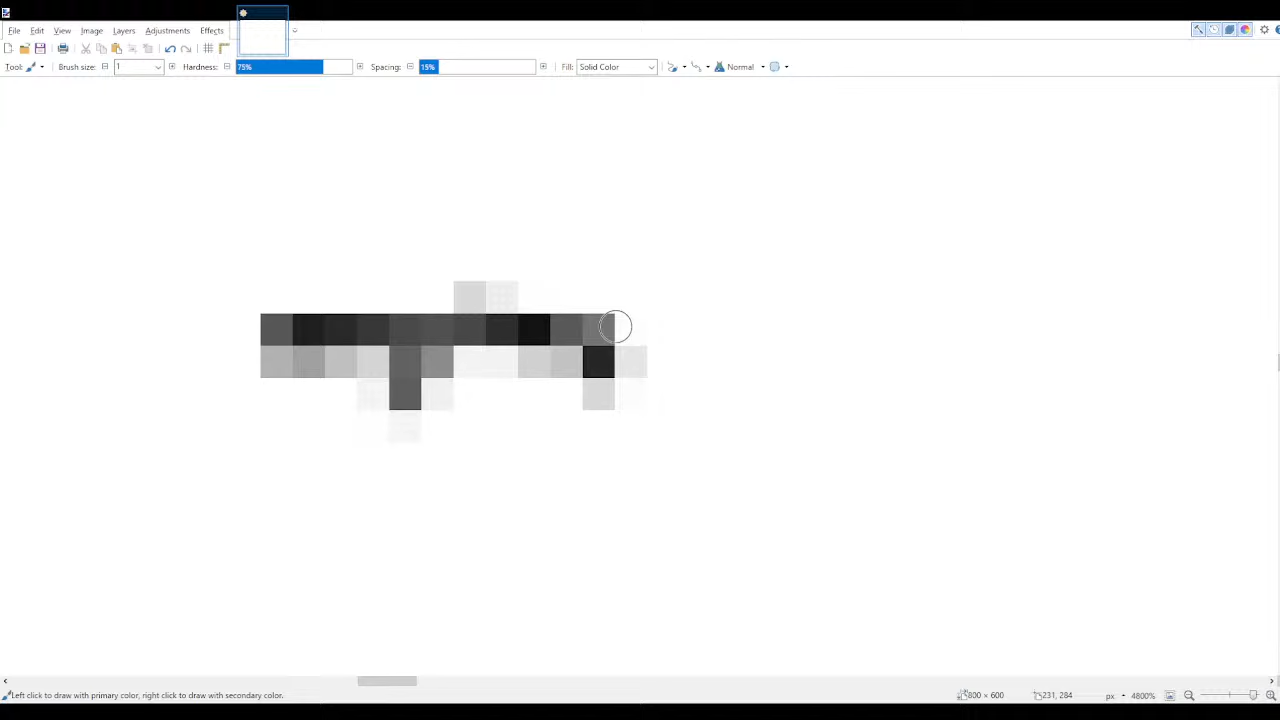 File Edit View Image Layers Adjustments Effects
Tool: Brush size: 1 Hardness: 75% Spacing: 15% Fill: Solid Color Normal
Left click to draw with primary color, right click to draw with secondary color. 800 × 600 231, 284 px 4800%